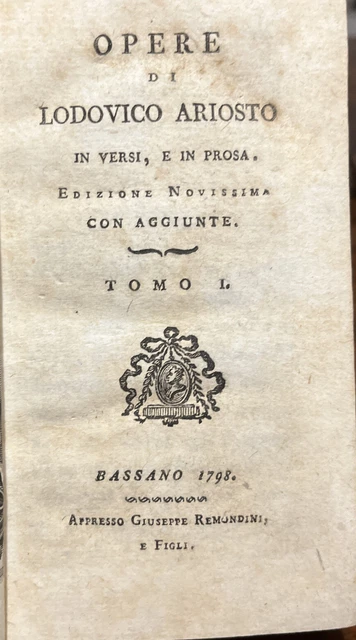 OPERE
DI
LODOVICO ARIOSTO
IN VERSI, E IN PROSA.
EDIZIONE NOVISSIMA
CON AGGIUNTE.
TOMO I.
BASSANO 1798.
APPRESSO GIUSEPPE REMONDINI,
E FIGLI.